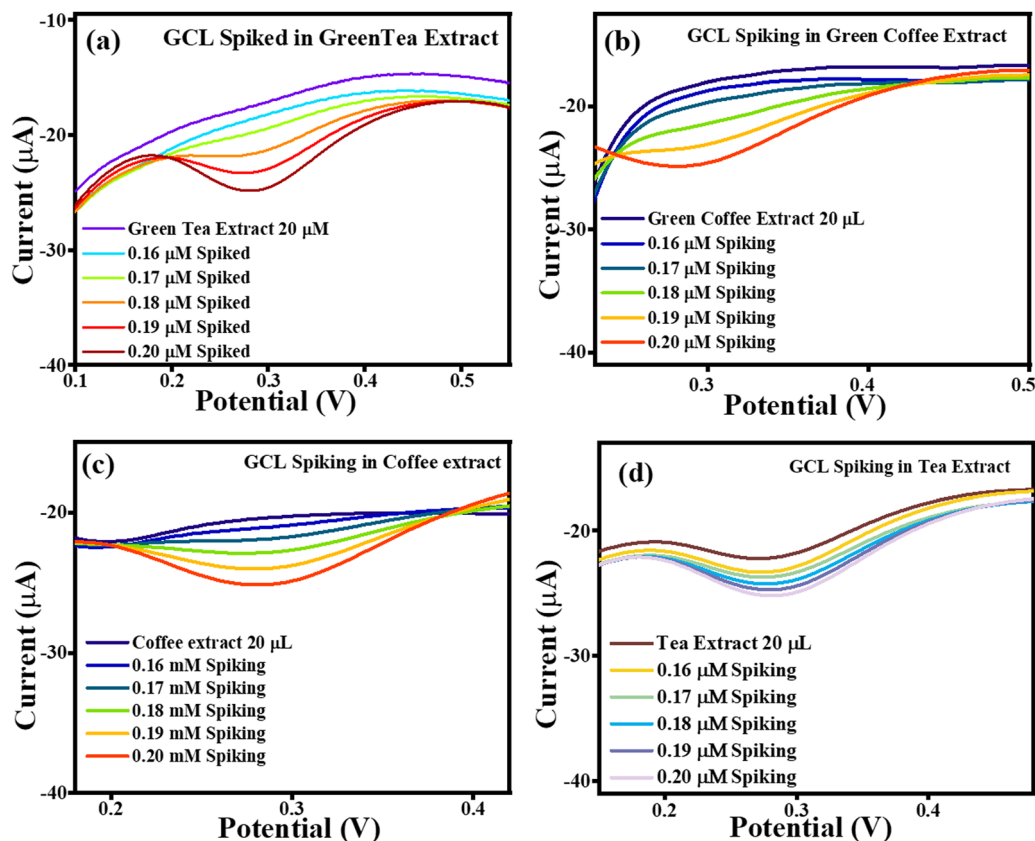 (a) GCL Spiked in GreenTea Extract
-10
-20
-30
-40
Current (μA)
Green Tea Extract 20 μM
0.16 μM Spiked
0.17 μM Spiked
0.18 μM Spiked
0.19 μM Spiked
0.20 μM Spiked
0.1 0.2 0.3 0.4 0.5
Potential (V)
(b) GCL Spiking in Green Coffee Extract
-20
-30
-40
Current (μA)
Green Coffee Extract 20 μL
0.16 μM Spiking
0.17 μM Spiking
0.18 μM Spiking
0.19 μM Spiking
0.20 μM Spiking
0.3 0.4 0.5
Potential (V)
(c) GCL Spiking in Coffee extract
-20
-30
-40
Current (μA)
Coffee extract 20 μL
0.16 mM Spiking
0.17 mM Spiking
0.18 mM Spiking
0.19 mM Spiking
0.20 mM Spiking
0.2 0.3 0.4
Potential (V)
(d) GCL Spiking in Tea Extract
-20
-30
-40
Current (μA)
Tea Extract 20 μL
0.16 μM Spiking
0.17 μM Spiking
0.18 μM Spiking
0.19 μM Spiking
0.20 μM Spiking
0.2 0.3 0.4
Potential (V)